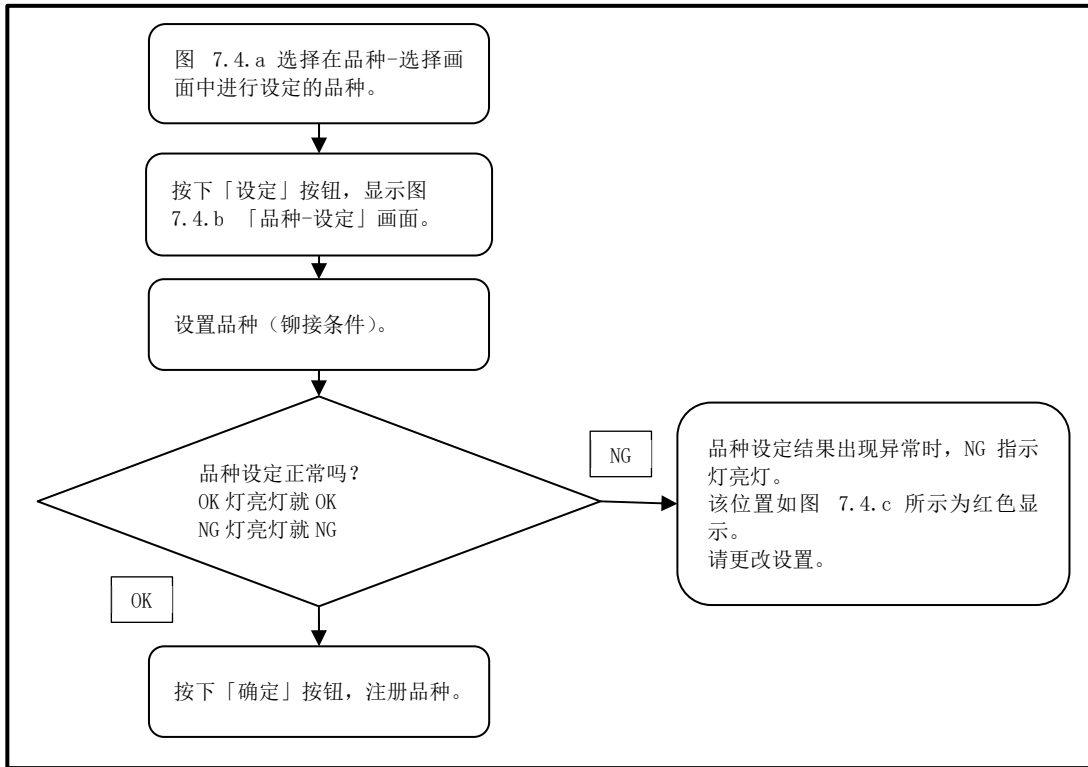 图 7.4.a 选择在品种-选择画
面中进行设定的品种。
按下「设定」按钮，显示图
7.4.b 「品种-设定」画面。
设置品种（铆接条件）。
品种设定正常吗？
OK 灯亮灯就 OK
NG 灯亮灯就 NG
NG
品种设定结果出现异常时，NG 指示
灯亮灯。
该位置如图 7.4.c 所示为红色显
示。
请更改设置。
OK
按下「确定」按钮，注册品种。